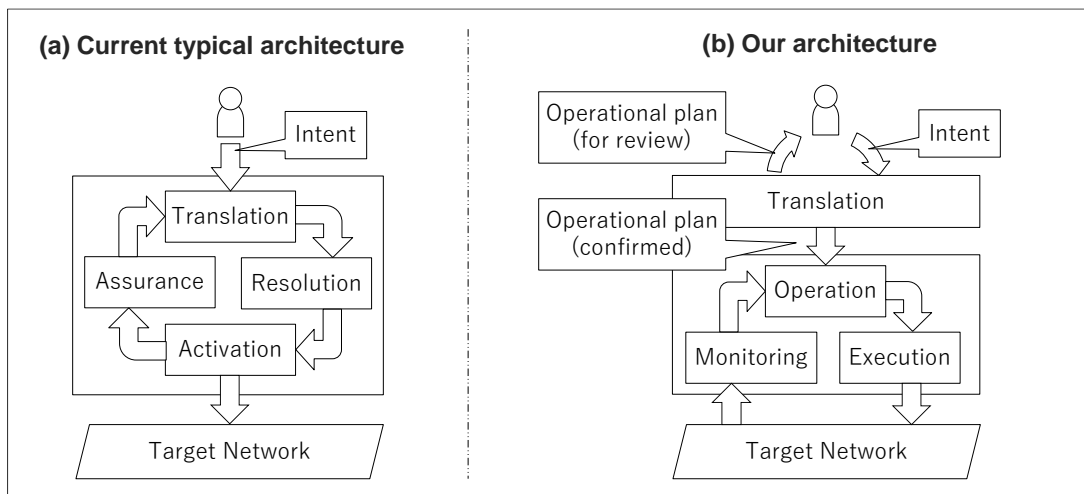 (a) Current typical architecture
Intent
Translation
Assurance
Resolution
Activation
Target Network
(b) Our architecture
Operational plan
(for review)
Intent
Translation
Operational plan
(confirmed)
Operation
Monitoring
Execution
Target Network